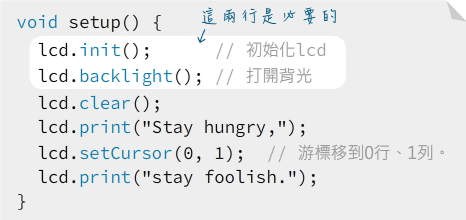 這兩行是必要的
void setup() {
  lcd.init();      // 初始化lcd
  lcd.backlight(); // 打開背光
  lcd.clear();
  lcd.print("Stay hungry,");
  lcd.setCursor(0, 1);  // 游標移到0行、1列。
  lcd.print("stay foolish.");
}